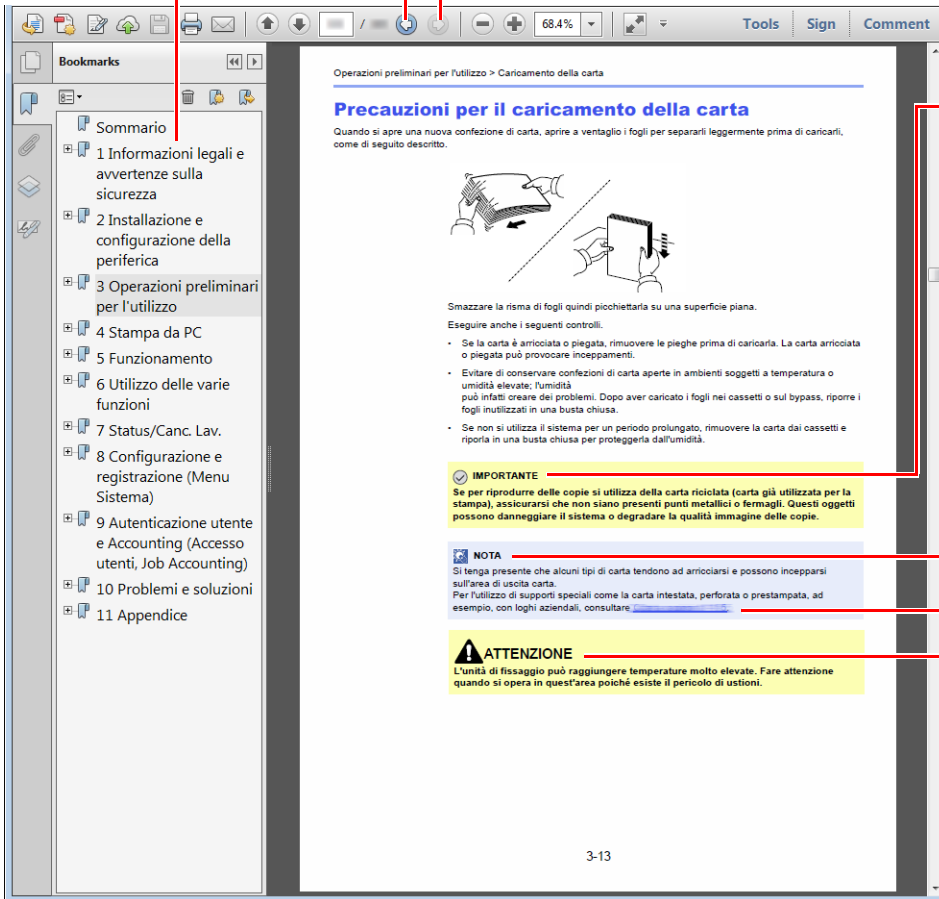 /
68.4%
Tools
Sign
Comment
Bookmarks
Sommario
1 Informazioni legali e
avvertenze sulla
sicurezza
2 Installazione e
configurazione della
periferica
3 Operazioni preliminari
per l'utilizzo
4 Stampa da PC
5 Funzionamento
6 Utilizzo delle varie
funzioni
7 Status/Canc. Lav.
8 Configurazione e
registrazione (Menu
Sistema)
9 Autenticazione utente
e Accounting (Accesso
utenti, Job Accounting)
10 Problemi e soluzioni
11 Appendice
Operazioni preliminari per l'utilizzo > Caricamento della carta
Precauzioni per il caricamento della carta
Quando si apre una nuova confezione di carta, aprire a ventaglio i fogli per separarli leggermente prima di caricarli,
come di seguito descritto.
Smazzare la risma di fogli quindi picchiettarla su una superficie piana.
Eseguire anche i seguenti controlli.
• Se la carta è arricciata o piegata, rimuovere le pieghe prima di caricarla. La carta arricciata
o piegata può provocare inceppamenti.
• Evitare di conservare confezioni di carta aperte in ambienti soggetti a temperatura o
umidità elevate; l'umidità
può infatti creare dei problemi. Dopo aver caricato i fogli nei cassetti o sul bypass, riporre i
fogli inutilizzati in una busta chiusa.
• Se non si utilizza il sistema per un periodo prolungato, rimuovere la carta dai cassetti e
riporla in una busta chiusa per proteggerla dall'umidità.
IMPORTANTE
Se per riprodurre delle copie si utilizza della carta riciclata (carta già utilizzata per la
stampa), assicurarsi che non siano presenti punti metallici o fermagli. Questi oggetti
possono danneggiare il sistema o degradare la qualità immagine delle copie.
NOTA
Si tenga presente che alcuni tipi di carta tendono ad arricciarsi e possono incepparsi
sull'area di uscita carta.
Per l'utilizzo di supporti speciali come la carta intestata, perforata o prestampata, ad
esempio, con loghi aziendali, consultare
ATTENZIONE
L'unità di fissaggio può raggiungere temperature molto elevate. Fare attenzione
quando si opera in quest'area poiché esiste il pericolo di ustioni.
3-13